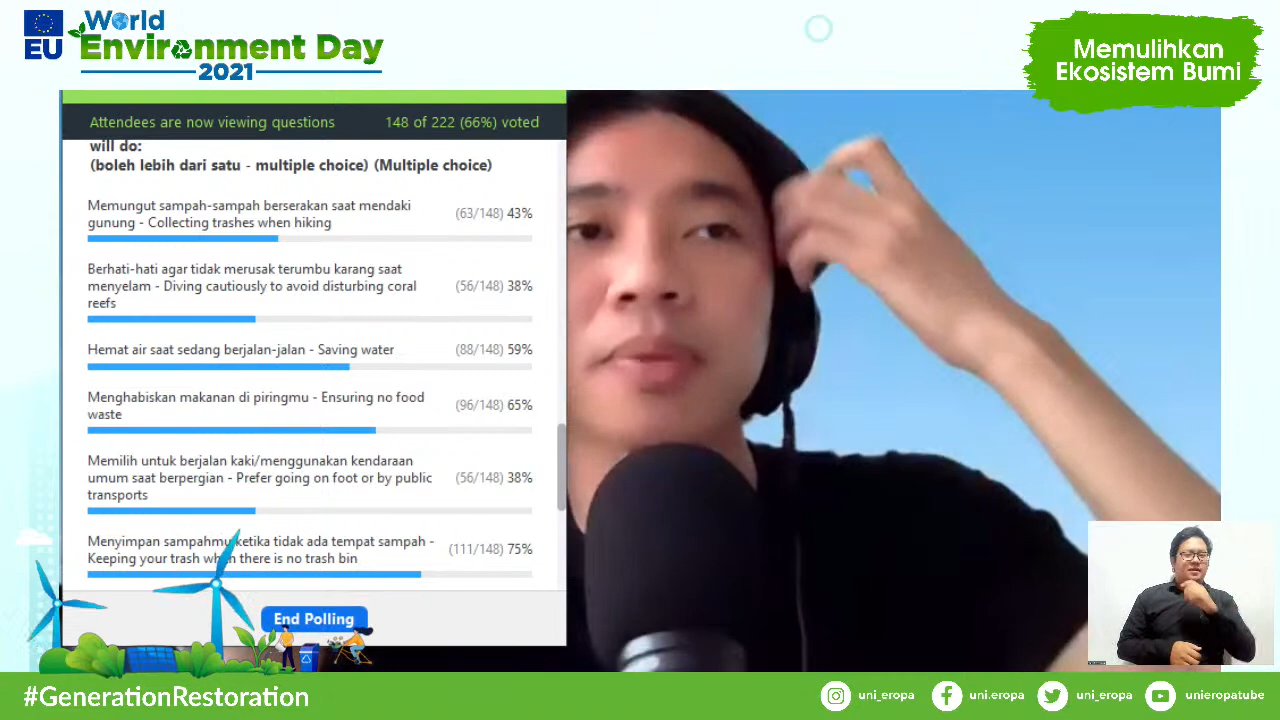 EU
World
Environment Day
2021
Memulihkan
Ekosistem Bumi
Attendees are now viewing questions 148 of 222 (66%) voted
will do:
(boleh lebih dari satu - multiple choice) (Multiple choice)
Memungut sampah-sampah berserakan saat mendaki
gunung - Collecting trashes when hiking
(63/148) 43%
Berhati-hati agar tidak merusak terumbu karang saat
menyelam - Diving cautiously to avoid disturbing coral
reefs
(56/148) 38%
Hemat air saat sedang berjalan-jalan - Saving water
(88/148) 59%
Menghabiskan makanan di piringmu - Ensuring no food
waste
(96/148) 65%
Memilih untuk berjalan kaki/menggunakan kendaraan
umum saat berpergian - Prefer going on foot or by public
transports
(56/148) 38%
Menyimpan sampahmu ketika tidak ada tempat sampah -
Keeping your trash when there is no trash bin
(111/148) 75%
End Polling
#GenerationRestoration
uni_eropa
uni.eropa
uni_eropa
unieropatube